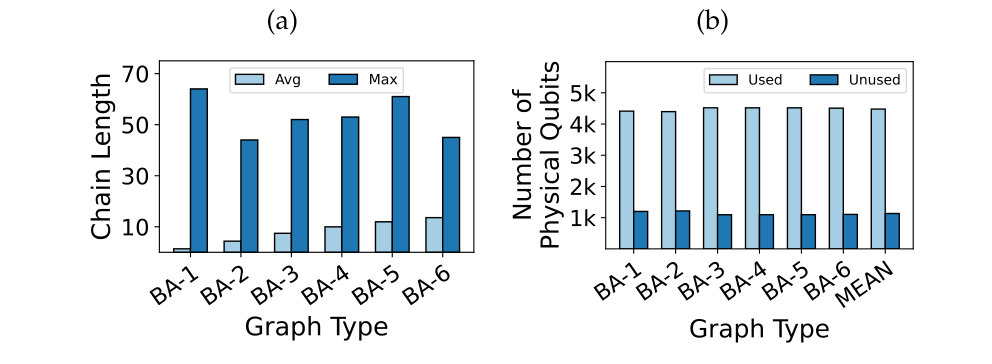 (a)
(b)
Chain Length
70
50
30
10
Avg
Max
BA-1
BA-2
BA-3
BA-4
BA-5
BA-6
Graph Type
Number of
Physical Qubits
5k
4k
3k
2k
1k
Used
Unused
BA-1
BA-2
BA-3
BA-4
BA-5
BA-6
MEAN
Graph Type